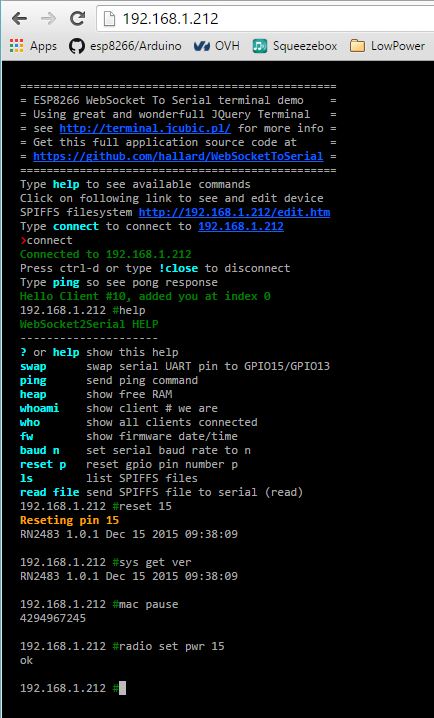 192.168.1.212
Apps esp8266/Arduino OVH Squeezebox LowPower
================================================
= ESP8266 WebSocket To Serial terminal demo    =
= Using great and wonderfull JQuery Terminal   =
= see http://terminal.jcubic.pl/ for more info =
= Get this full application source code at     =
= https://github.com/hallard/WebSocketToSerial =
================================================
Type help to see available commands
Click on following link to see and edit device
SPIFFS filesystem http://192.168.1.212/edit.htm
Type connect to connect to 192.168.1.212
>connect
Connected to 192.168.1.212
Press ctrl-d or type !close to disconnect
Type ping so see pong response
Hello Client #10, added you at index 0
192.168.1.212 #help
WebSocket2Serial HELP
---------------------
? or help show this help
swap      swap serial UART pin to GPIO15/GPIO13
ping      send ping command
heap      show free RAM
whoami    show client # we are
who       show all clients connected
fw        show firmware date/time
baud n    set serial baud rate to n
reset p   reset gpio pin number p
ls        list SPIFFS files
read file send SPIFFS file to serial (read)
192.168.1.212 #reset 15
Reseting pin 15
RN2483 1.0.1 Dec 15 2015 09:38:09
192.168.1.212 #sys get ver
RN2483 1.0.1 Dec 15 2015 09:38:09
192.168.1.212 #mac pause
4294967245
192.168.1.212 #radio set pwr 15
ok
192.168.1.212 #